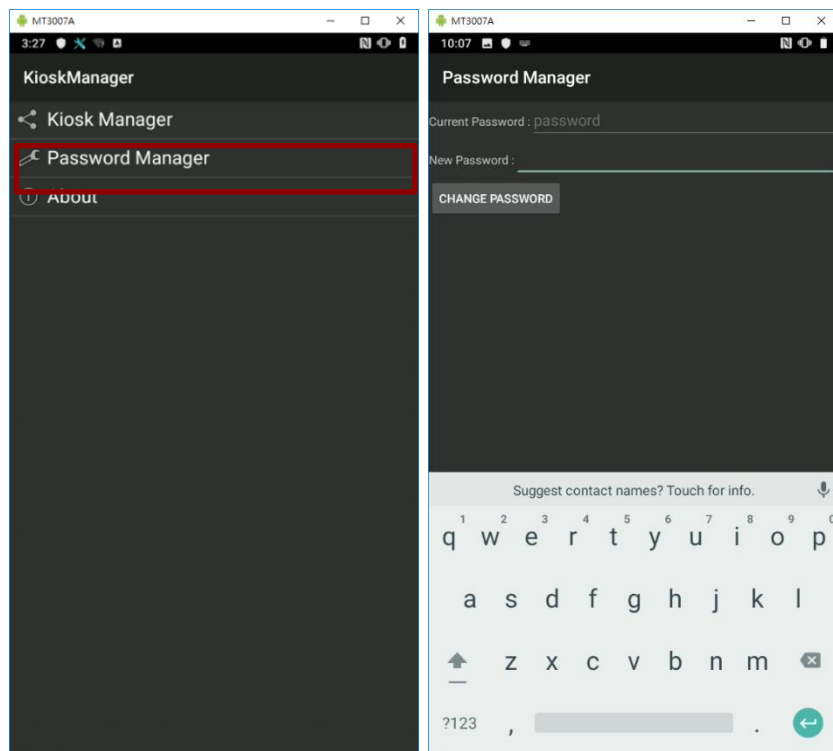 MT3007A
3:27
KioskManager
Kiosk Manager
Password Manager
About
MT3007A
10:07
Password Manager
Current Password : password
New Password :
CHANGE PASSWORD
Suggest contact names? Touch for info.
1 2 3 4 5 6 7 8 9 0
q w e r t y u i o p
a s d f g h j k l
z x c v b n m
?123 , .